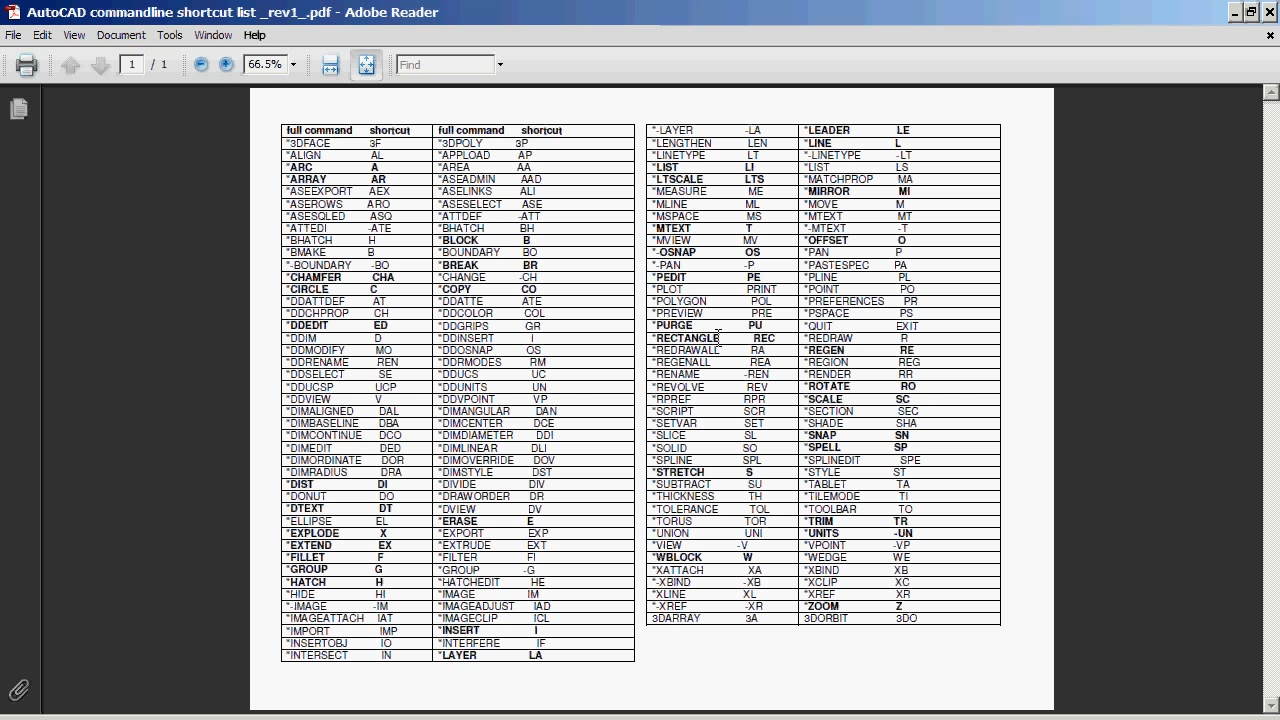 AutoCAD commandline shortcut list _rev1_.pdf - Adobe Reader
File Edit View Document Tools Window Help
1 / 1 66.5% Find
full command shortcut full command shortcut
*3DFACE 3F *3DPOLY 3P
*ALIGN AL *APPLOAD AP
*ARC A *AREA AA
*ARRAY AR *ASEADMIN AAD
*ASEEXPORT AEX *ASELINKS ALI
*ASEROWS ARO *ASESELECT ASE
*ASESQLED ASQ *ATTDEF -ATT
*ATTEDI -ATE *BHATCH BH
*BHATCH H *BLOCK B
*BMAKE B *BOUNDARY BO
*-BOUNDARY -BO *BREAK BR
*CHAMFER CHA *CHANGE -CH
*CIRCLE C *COPY CO
*DDATTDEF AT *DDATTE ATE
*DDCHPROP CH *DDCOLOR COL
*DDEDIT ED *DDGRIPS GR
*DDIM D *DDINSERT I
*DDMODIFY MO *DDOSNAP OS
*DDRENAME REN *DDRMODES RM
*DDSELECT SE *DDUCS UC
*DDUCSP UCP *DDUNITS UN
*DDVIEW V *DDVPOINT VP
*DIMALIGNED DAL *DIMANGULAR DAN
*DIMBASELINE DBA *DIMCENTER DCE
*DIMCONTINUE DCO *DIMDIAMETER DDI
*DIMEDIT DED *DIMLINEAR DLI
*DIMORDINATE DOR *DIMOVERRIDE DOV
*DIMRADIUS DRA *DIMSTYLE DST
*DIST DI *DIVIDE DIV
*DONUT DO *DRAWORDER DR
*DTEXT DT *DVIEW DV
*ELLIPSE EL *ERASE E
*EXPLODE X *EXPORT EXP
*EXTEND EX *EXTRUDE EXT
*FILLET F *FILTER FI
*GROUP G *GROUP -G
*HATCH H *HATCHEDIT HE
*HIDE HI *IMAGE IM
*-IMAGE -IM *IMAGEADJUST IAD
*IMAGEATTACH IAT *IMAGECLIP ICL
*IMPORT IMP *INSERT I
*INSERTOBJ IO *INTERFERE IF
*INTERSECT IN *LAYER LA
*-LAYER -LA *LEADER LE
*LENGTHEN LEN *LINE L
*LINETYPE LT *-LINETYPE -LT
*LIST LI *LIST LS
*LTSCALE LTS *MATCHPROP MA
*MEASURE ME *MIRROR MI
*MLINE ML *MOVE M
*MSPACE MS *MTEXT MT
*MTEXT T *-MTEXT -T
*MVIEW MV *OFFSET O
*-OSNAP OS *PAN P
*-PAN -P *PASTESPEC PA
*PEDIT PE *PLINE PL
*PLOT PRINT *POINT PO
*POLYGON POL *PREFERENCES PR
*PREVIEW PRE *PSPACE PS
*PURGE PU *QUIT EXIT
*RECTANGLE REC *REDRAW R
*REDRAWALL RA *REGEN RE
*REGENALL REA *REGION REG
*RENAME -REN *RENDER RR
*REVOLVE REV *ROTATE RO
*RPREF RPR *SCALE SC
*SCRIPT SCR *SECTION SEC
*SETVAR SET *SHADE SHA
*SLICE SL *SNAP SN
*SOLID SO *SPELL SP
*SPLINE SPL *SPLINEDIT SPE
*STRETCH S *STYLE ST
*SUBTRACT SU *TABLET TA
*THICKNESS TH *TILEMODE TI
*TOLERANCE TOL *TOOLBAR TO
*TORUS TOR *TRIM TR
*UNION UNI *UNITS -UN
*VIEW -V *VPOINT -VP
*WBLOCK W *WEDGE WE
*XATTACH XA *XBIND XB
*-XBIND -XB *XCLIP XC
*XLINE XL *XREF XR
*-XREF -XR *ZOOM Z
3DARRAY 3A 3DORBIT 3DO